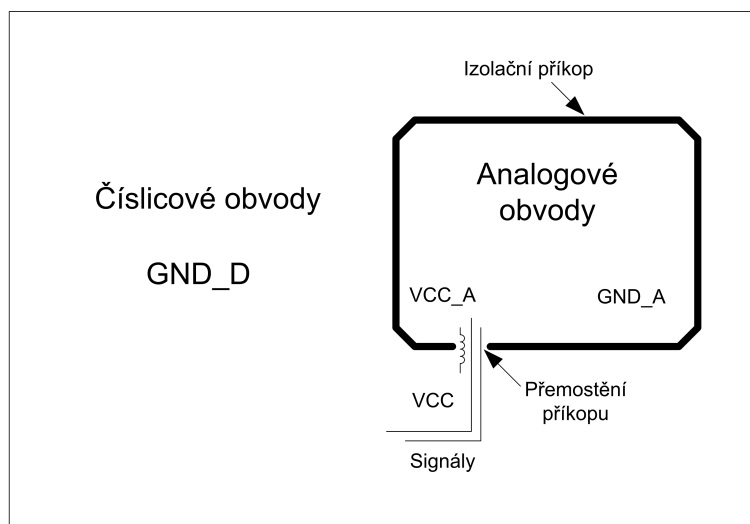 Izolační příkop
Analogové
obvody
Číslicové obvody
GND_D
VCC_A
GND_A
VCC
Přemostění
příkopu
Signály